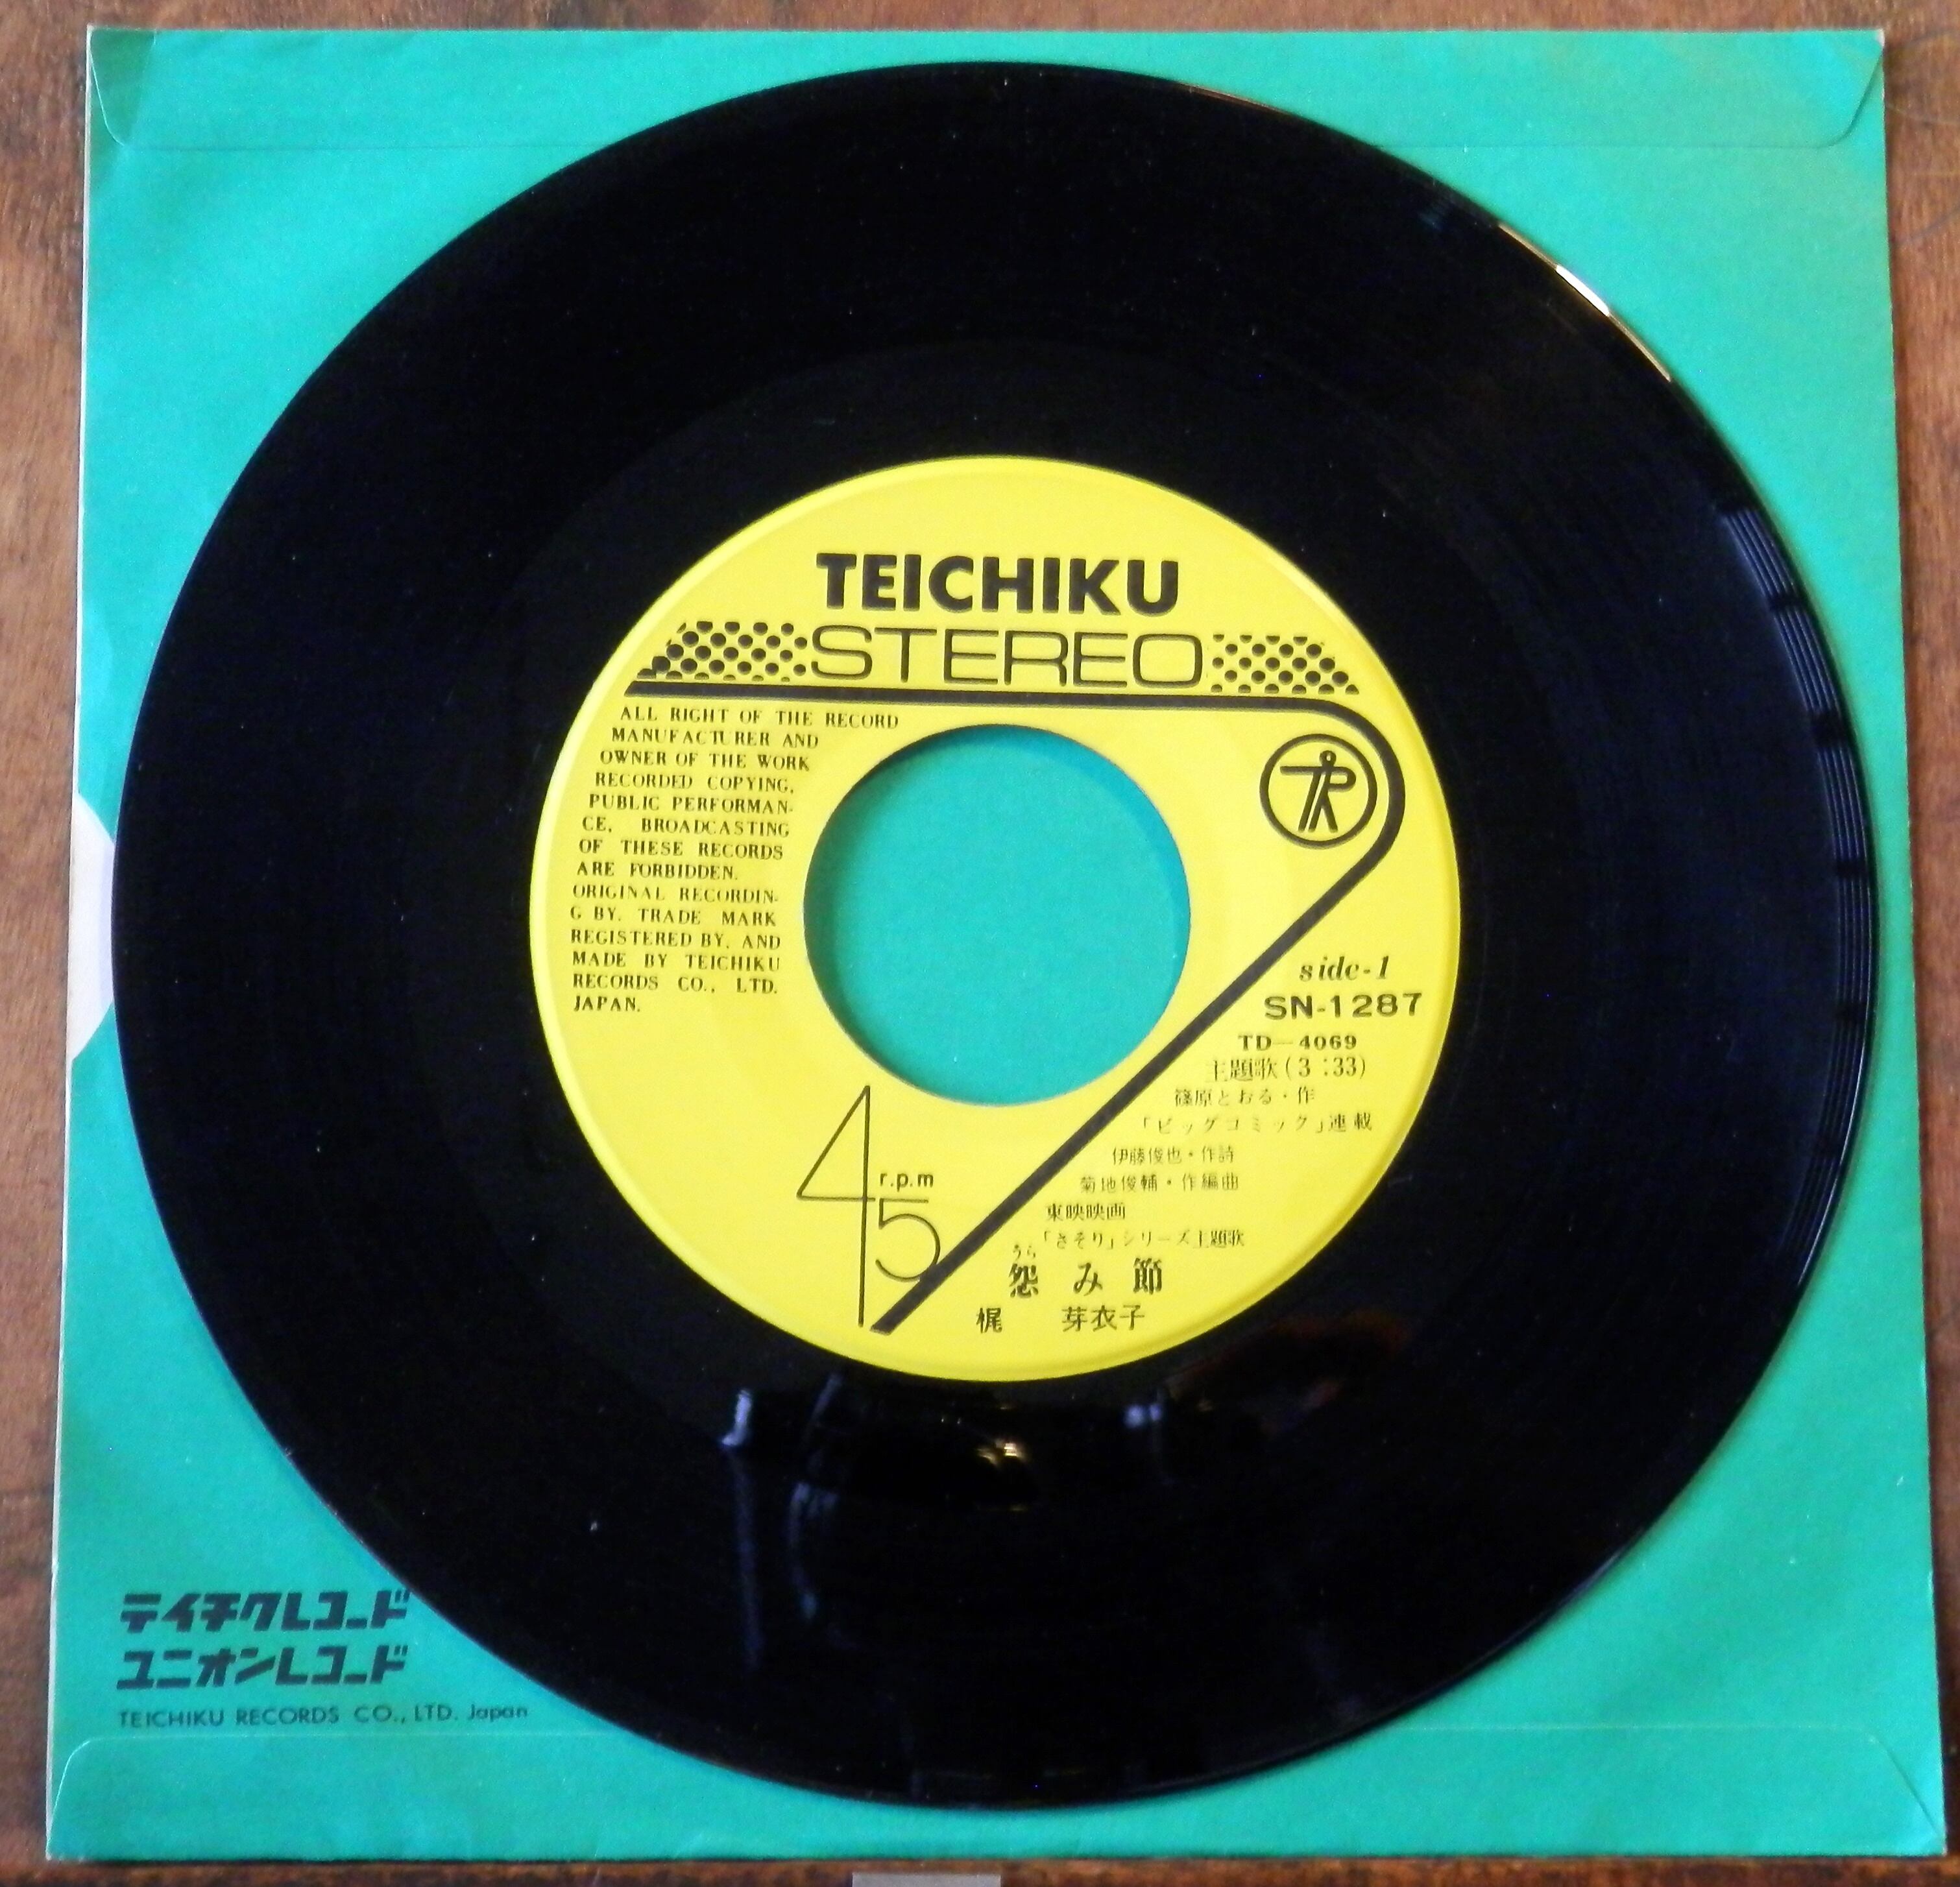 TEICHIKU
STEREO
ALL RIGHT OF THE RECORD
MANUFACTURER AND
OWNER OF THE WORK
RECORDED COPYING,
PUBLIC PERFORMAN-
CE, BROADCASTING
OF THESE RECORDS
ARE FORBIDDEN.
ORIGINAL RECORDIN-
G BY. TRADE MARK
REGISTERED BY. AND
MADE BY TEICHIKU
RECORDS CO., LTD.
JAPAN.
side-1
SN-1287
TD-4069
主題歌(3:33)
篠原とおる・作
「ビッグコミック」連載
伊藤俊也・作詩
菊地俊輔・作編曲
東映映画
「さそり」シリーズ主題歌
うら
怨み節
梶 芽衣子
45 r.p.m
テイチクレコード
ユニオンレコード
TEICHIKU RECORDS CO., LTD. Japan